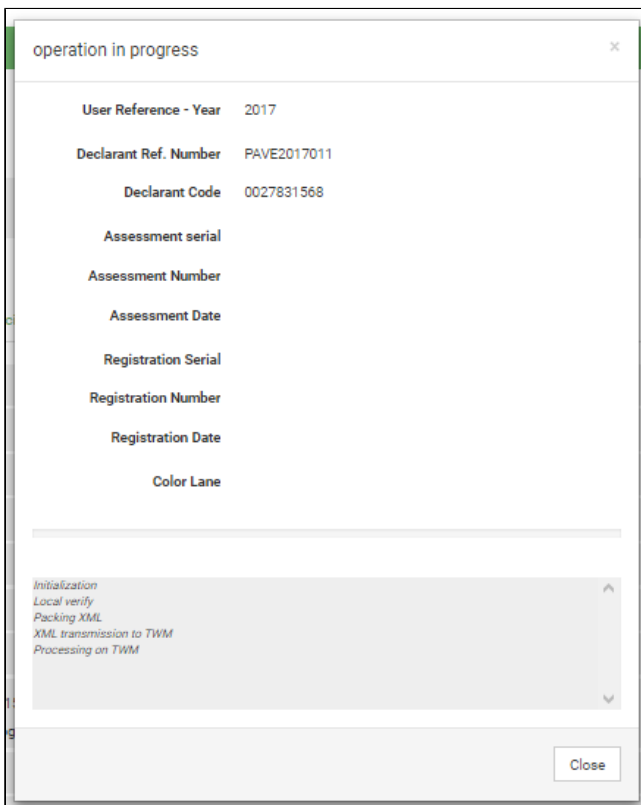 operation in progress
×
User Reference - Year 2017
Declarant Ref. Number PAVE2017011
Declarant Code 0027831568
Assessment serial
Assessment Number
Assessment Date
Registration Serial
Registration Number
Registration Date
Color Lane
Initialization
Local verify
Packing XML
XML transmission to TWM
Processing on TWM
Close